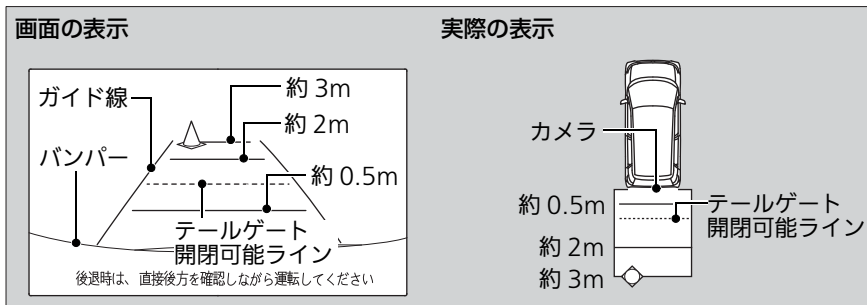 画面の表示
ガイド線
約 3m
約 2m
バンパー
約 0.5m
テールゲート
開閉可能ライン
後退時は、直接後方を確認しながら運転してください
実際の表示
カメラ
約 0.5m
テールゲート
開閉可能ライン
約 2m
約 3m